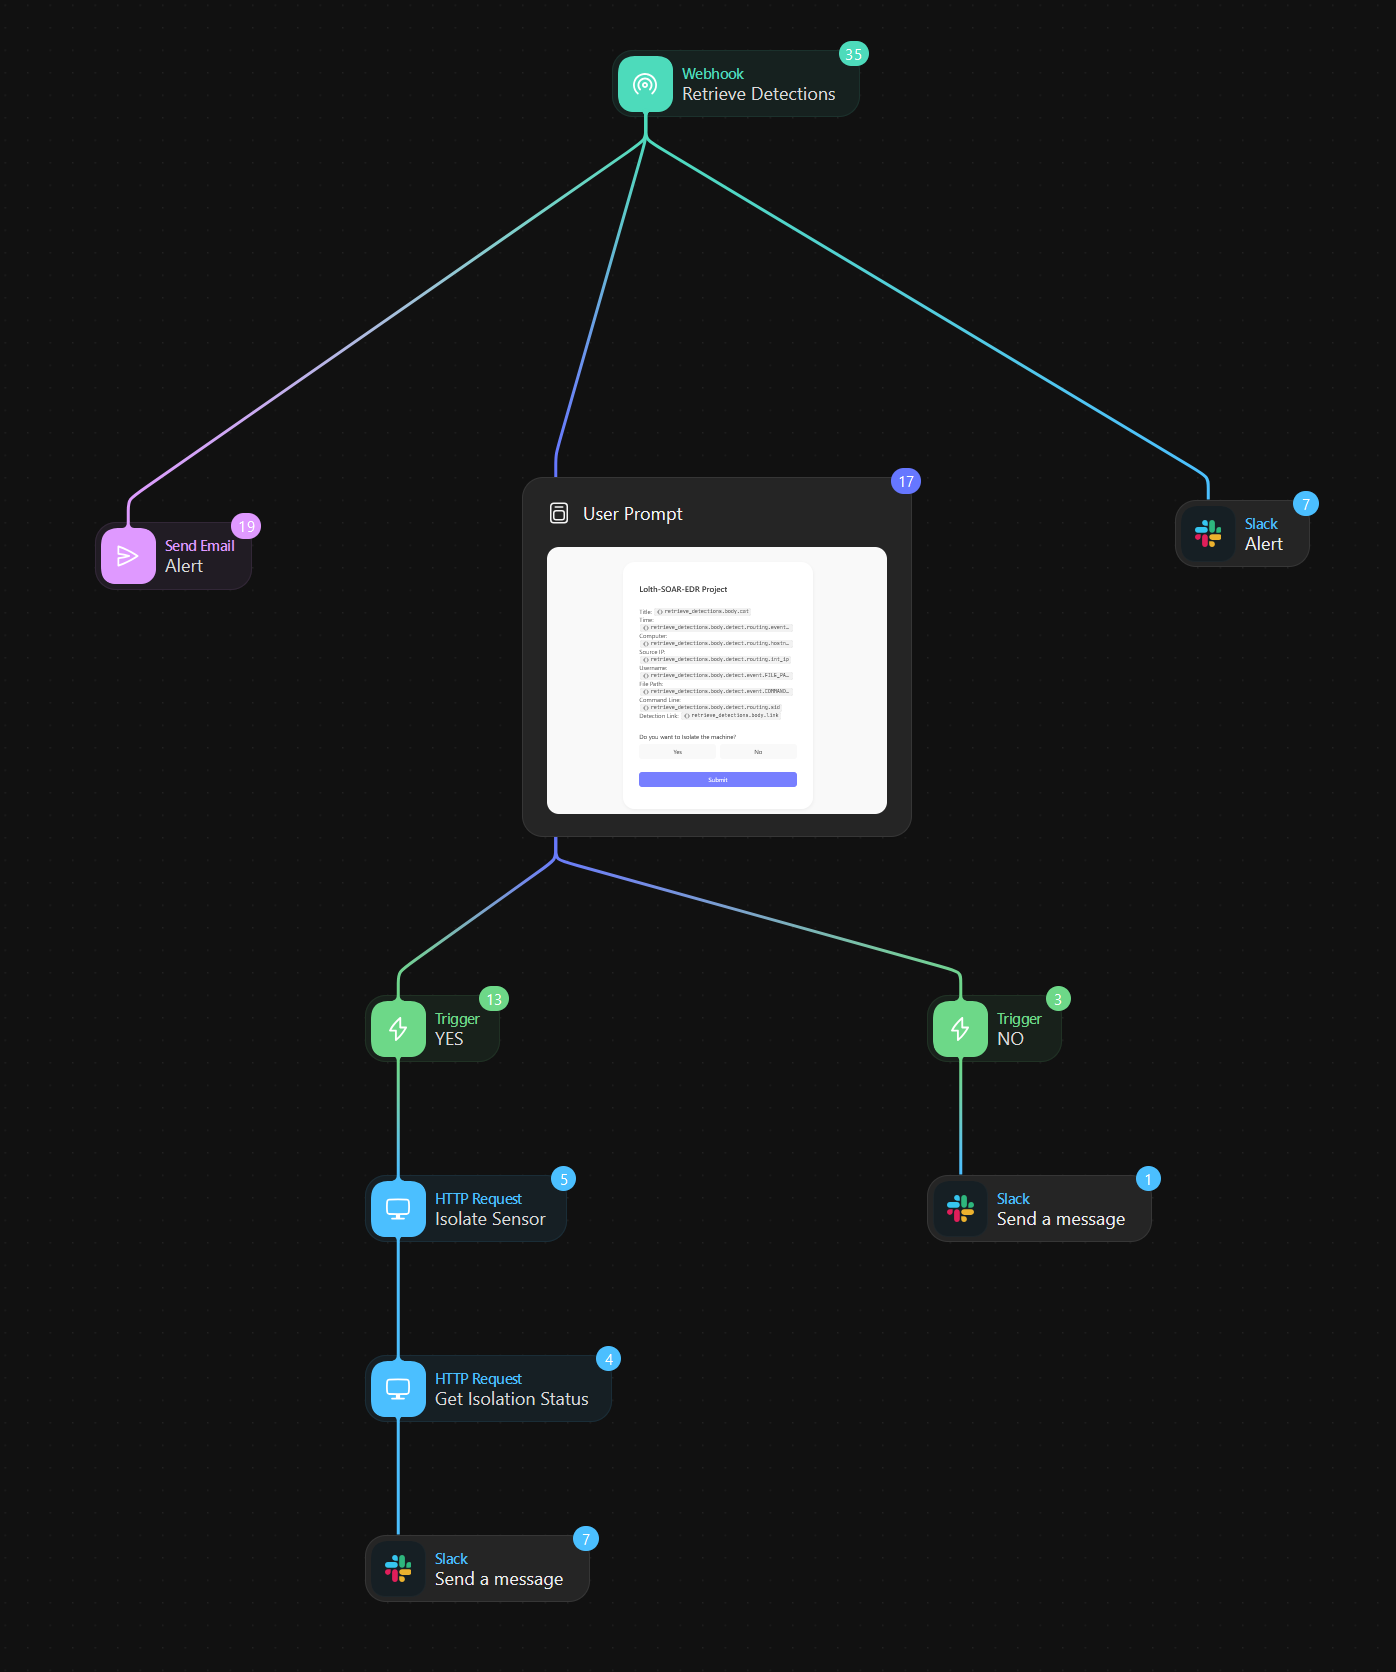 35
Webhook
Retrieve Detections
19
Send Email
Alert
17
User Prompt
Lolth-SOAR-EDR Project
Title: retrieve_detections.body.cat
Time:
retrieve_detections.body.detect.routing.event…
Computer:
retrieve_detections.body.detect.routing.hostn…
Source IP:
retrieve_detections.body.detect.routing.int_ip
Username:
retrieve_detections.body.detect.event.FILE_PA…
File Path:
retrieve_detections.body.detect.event.COMMAND…
Command Line:
retrieve_detections.body.detect.routing.sid
Detection Link: retrieve_detections.body.link
Do you want to isolate the machine?
Yes No
Submit
7
Slack
Alert
13
Trigger
YES
3
Trigger
NO
5
HTTP Request
Isolate Sensor
1
Slack
Send a message
4
HTTP Request
Get Isolation Status
7
Slack
Send a message